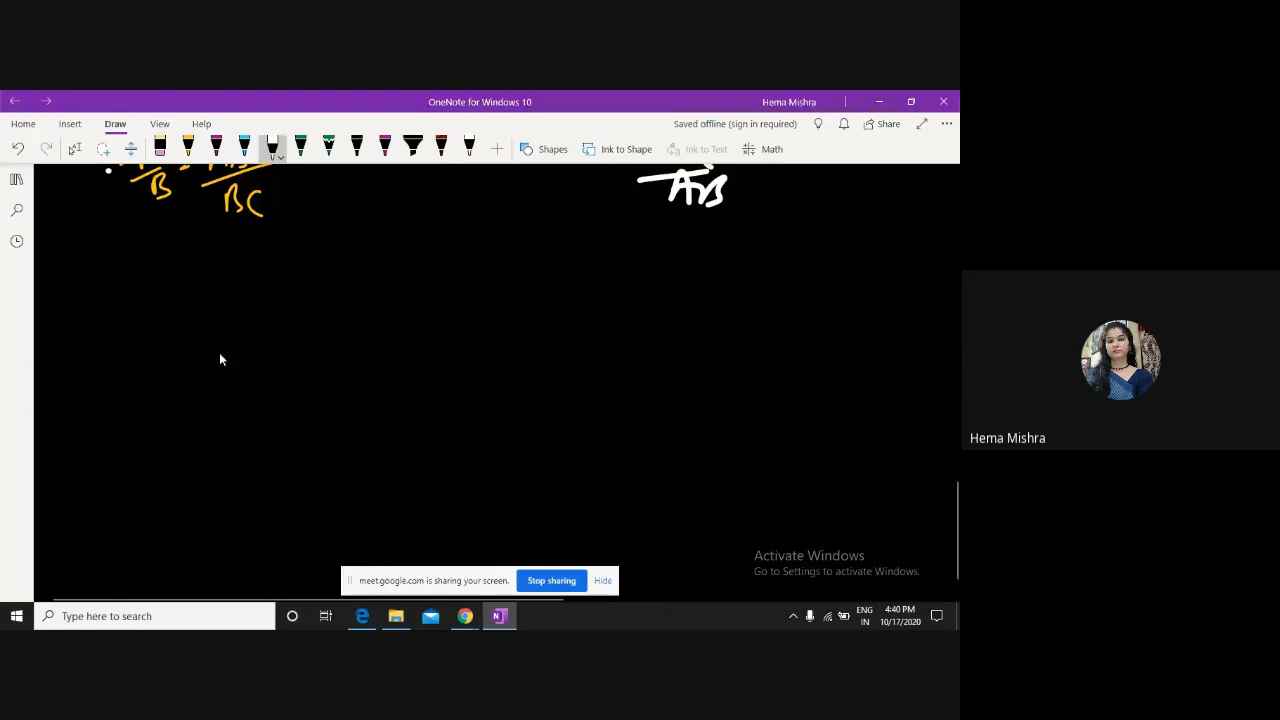 OneNote for Windows 10
Hema Mishra
Home Insert Draw View Help
Saved offline (sign in required)
Share
Shapes
Ink to Shape
Ink to Text
Math
B
BC
AB
Hema Mishra
Activate Windows
Go to Settings to activate Windows.
meet.google.com is sharing your screen.
Stop sharing
Hide
Type here to search
ENG
IN
4:40 PM
10/17/2020